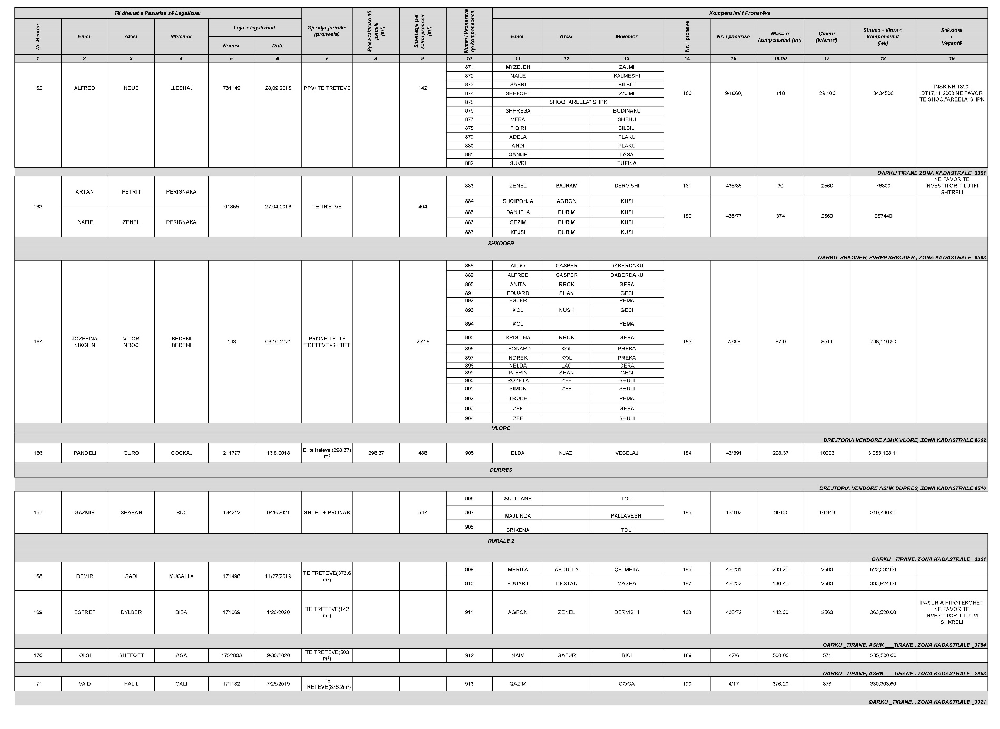 Të dhënat e Pasurisë së Legalizuar
Kompensimi i Pronarëve
Nr. Rendor
Emër
Atësi
Mbiemër
Leja e legalizimit
Numer
Date
Gjendja juridike
(pronesia)
Pjesa takuese në
parcelë
(m²)
Sipërfaqja për
kalim pronësie
(m²)
Numri i Pronareve
qe kompensohen
Emër
Atësi
Mbiemër
Nr. i pronave
Nr. i pasurisë
Masa e
kompensimit (m²)
Çmimi
(leke/m²)
Shuma - Vlera e
kompensimit
(lek)
Seksioni
i
Veçantë
1 2 3 4 5 6 7 8 9 10 11 12 13 14 15 16.00 17 18 19
162 ALFRED NDUE LLESHAJ 731149 28,09,2015 PPV+TE TRETEVE 142
871 MYZEJEN ZAJMI
872 NAILE KALMESHI
873 SABRI BILBILI
874 SHEFQET ZAJMI
875 SHOQ."AREELA" SHPK
876 SHPRESA BODINAKU
877 VERA SHEHU
878 FIQIRI BILBILI
879 ADELA PLAKU
880 ANDI PLAKU
881 QANIJE LASA
882 SUVRI TUFINA
180 9/1660, 118 29,106 3434508
INSK.NR 1390,
DT17,11,2003 NE FAVOR
TE SHOQ."AREELA"SHPK
QARKU TIRANE ZONA KADASTRALE 3321
163
ARTAN PETRIT PERISNAKA
NAFIE ZENEL PERISNAKA
91355 27,04,2016 TE TRETVE 404
883 ZENEL BAJRAM DERVISHI 181 436/86 30 2560 76800
NE FAVOR TE
INVESTITORIT LUTFI
SHTRELI
884 SHQIPONJA AGRON KUSI
885 DANJELA DURIM KUSI
886 GEZIM DURIM KUSI
887 KEJSI DURIM KUSI
182 436/77 374 2560 957440
SHKODER
QARKU SHKODER, ZVRPP SHKODER , ZONA KADASTRALE 8593
164
JOZEFINA VITOR BEDENI
NIKOLIN NDOC BEDENI
143 06.10.2021
PRONE TE TE
TRETEVE+SHTET
252.8
888 ALDO GASPER DABERDAKU
889 ALFRED GASPER DABERDAKU
890 ANITA RROK GERA
891 EDUARD SHAN GECI
892 ESTER PEMA
893 KOL NUSH GECI
894 KOL PEMA
895 KRISTINA RROK GERA
896 LEONARD KOL PREKA
897 NDREK KOL PREKA
898 NELDA LAC GERA
899 PJERIN SHAN GECI
900 ROZETA ZEF SHULI
901 SIMON ZEF SHULI
902 TRUDE PEMA
903 ZEF GERA
904 ZEF SHULI
183 7/668 87.9 8511 748,116.90
VLORE
DREJTORIA VENDORE ASHK VLORË, ZONA KADASTRALE 8602
166 PANDELI GURO GOCKAJ 211797 16.8.2018
E te treteve (298.37)
m²
298.37 488 905 ELDA NJAZI VESELAJ 184 43/391 298.37 10903 3,253.128.11
DURRES
DREJTORIA VENDORE ASHK DURRES, ZONA KADASTRALE 8516
167 GAZMIR SHABAN BICI 134212 9/29/2021 SHTET + PRONAR 547
906 SULLTANE TOLI
907 MAJLINDA PALLAVESHI
908 BRIKENA TOLI
185 13/102 30.00 10.348 310,440.00
RURALE 2
QARKU _TIRANE, ZONA KADASTRALE _3321
168 DEMIR SADI MUÇALLA 171496 11/27/2019
TE TRETEVE(373.6
m²)
909 MERITA ABDULLA ÇELMETA 186 436/31 243.20 2560 622,592.00
910 EDUART DESTAN MASHA 187 436/32 130.40 2560 333,824.00
169 ESTREF DYLBER BIBA 171669 1/28/2020
TE TRETEVE(142
m²)
911 AGRON ZENEL DERVISHI 188 436/72 142.00 2560 363,520.00
PASURIA HIPOTEKOHET
NE FAVOR TE
INVESTITORIT LUTVI
SHKRELI
QARKU _TIRANE, ASHK ___TIRANE , ZONA KADASTRALE _3784
170 OLSI SHEFQET AGA 1722803 9/30/2020
TE TRETEVE(500
m²)
912 NAIM GAFUR BICI 189 47/6 500.00 571 285,500.00
QARKU _TIRANE, ASHK ___TIRANE , ZONA KADASTRALE _2953
171 VAID HALIL ÇALI 171182 7/26/2019
TE
TRETEVE(376.2m²)
913 QAZIM GOGA 190 4/17 376.20 878 330,303.60
QARKU _TIRANE, , ZONA KADASTRALE _3321